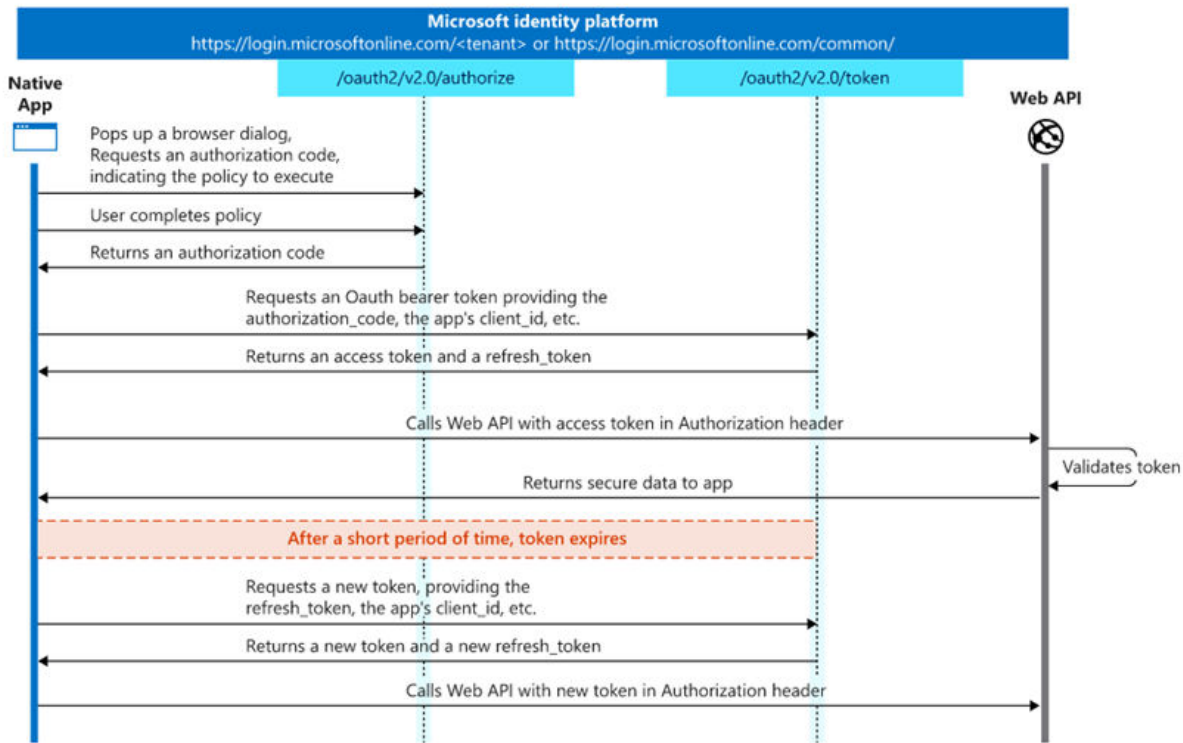 Microsoft identity platform
https://login.microsoftonline.com/<tenant> or https://login.microsoftonline.com/common/
/oauth2/v2.0/authorize
/oauth2/v2.0/token
Native
App
Web API
Pops up a browser dialog,
Requests an authorization code,
indicating the policy to execute
User completes policy
Returns an authorization code
Requests an Oauth bearer token providing the
authorization_code, the app's client_id, etc.
Returns an access token and a refresh_token
Calls Web API with access token in Authorization header
Validates token
Returns secure data to app
After a short period of time, token expires
Requests a new token, providing the
refresh_token, the app's client_id, etc.
Returns a new token and a new refresh_token
Calls Web API with new token in Authorization header